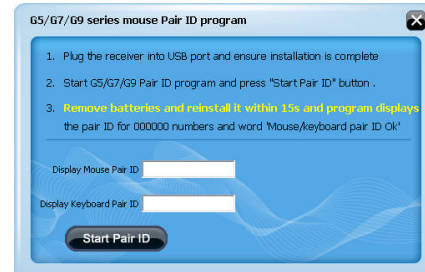 G5/G7/G9 series mouse Pair ID program
1. Plug the receiver into USB port and ensure installation is complete
2. Start G5/G7/G9 Pair ID program and press "Start Pair ID" button .
3. Remove batteries and reinstall it within 15s and program displays
the pair ID for 000000 numbers and word 'Mouse/keyboard pair ID Ok'
Display Mouse Pair ID
Display Keyboard Pair ID
Start Pair ID